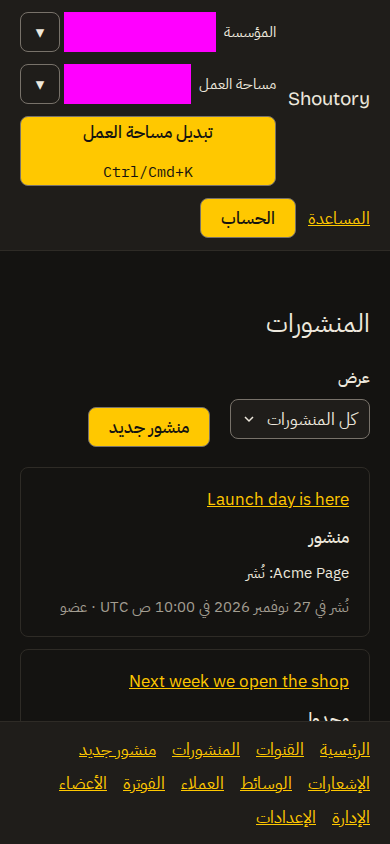 المؤسسة
▼
مساحة العمل
▼
Shoutory
تبديل مساحة العمل
Ctrl/Cmd+K
المساعدة
الحساب
المنشورات
عرض
كل المنشورات
منشور جديد
Launch day is here
منشور
Acme Page: نُشر
نُشر في 27 نوفمبر 2026 في 10:00 ص UTC · عضو
Next week we open the shop
الرئيسية القنوات المنشورات منشور جديد
الإشعارات الوسائط العملاء الفوترة الأعضاء
الإدارة الإعدادات